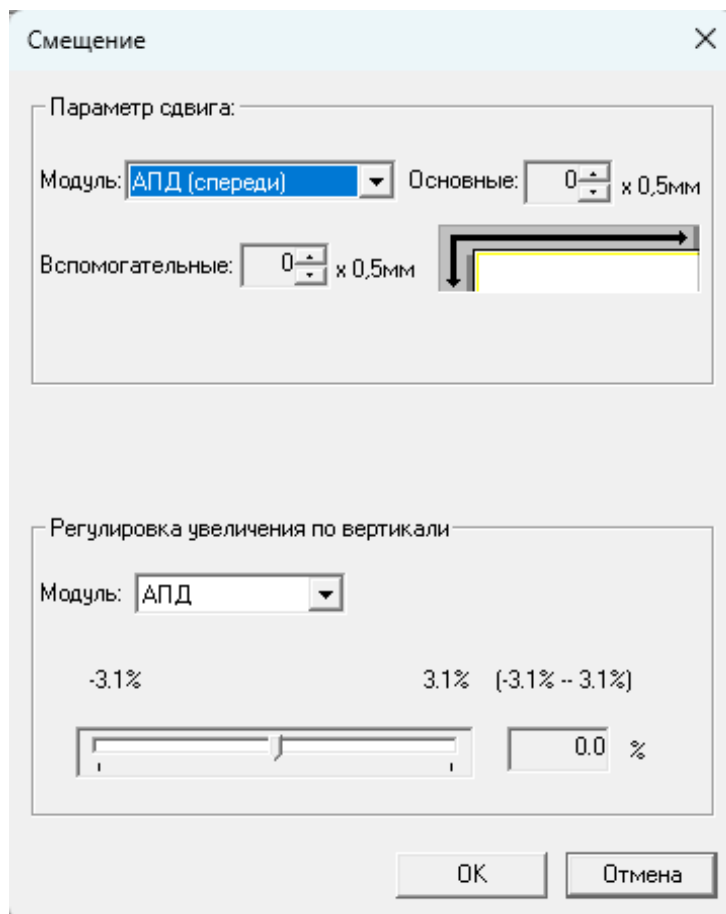 Смещение
Параметр сдвига:
Модуль: АПД (спереди) Основные: 0 x 0,5мм
Вспомогательные: 0 x 0,5мм
Регулировка увеличения по вертикали
Модуль: АПД
-3.1% 3.1% (-3.1% -- 3.1%)
0.0 %
OK Отмена